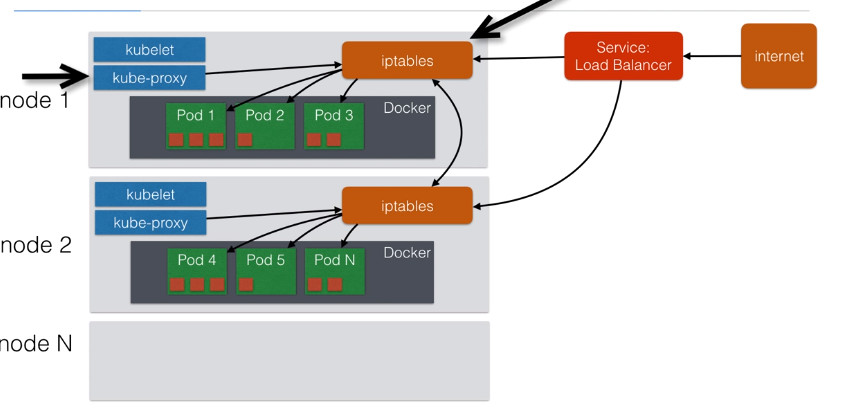 kubelet
kube-proxy
node 1
iptables
Service:
Load Balancer
internet
Docker
Pod 1
Pod 2
Pod 3
kubelet
kube-proxy
node 2
iptables
Docker
Pod 4
Pod 5
Pod N
node N